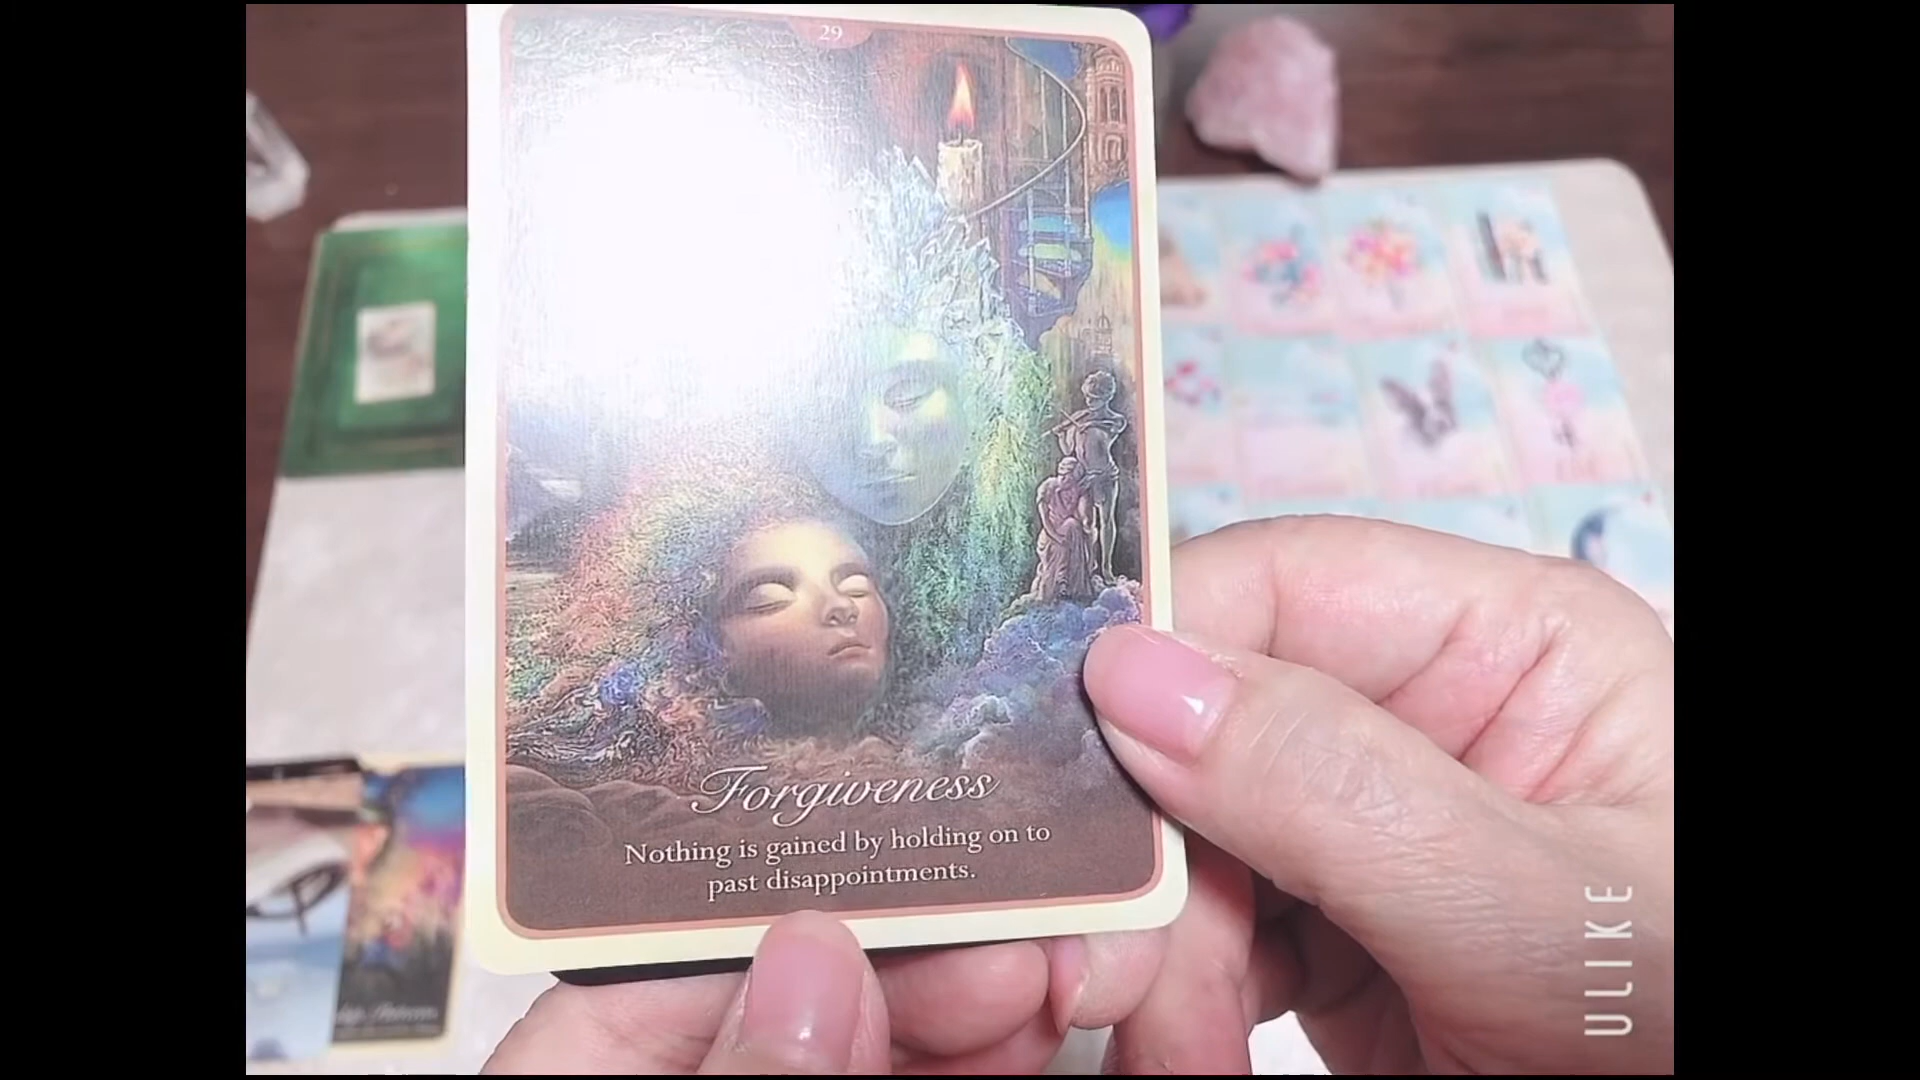 29
Forgiveness
Nothing is gained by holding on to
past disappointments.
ULIKE